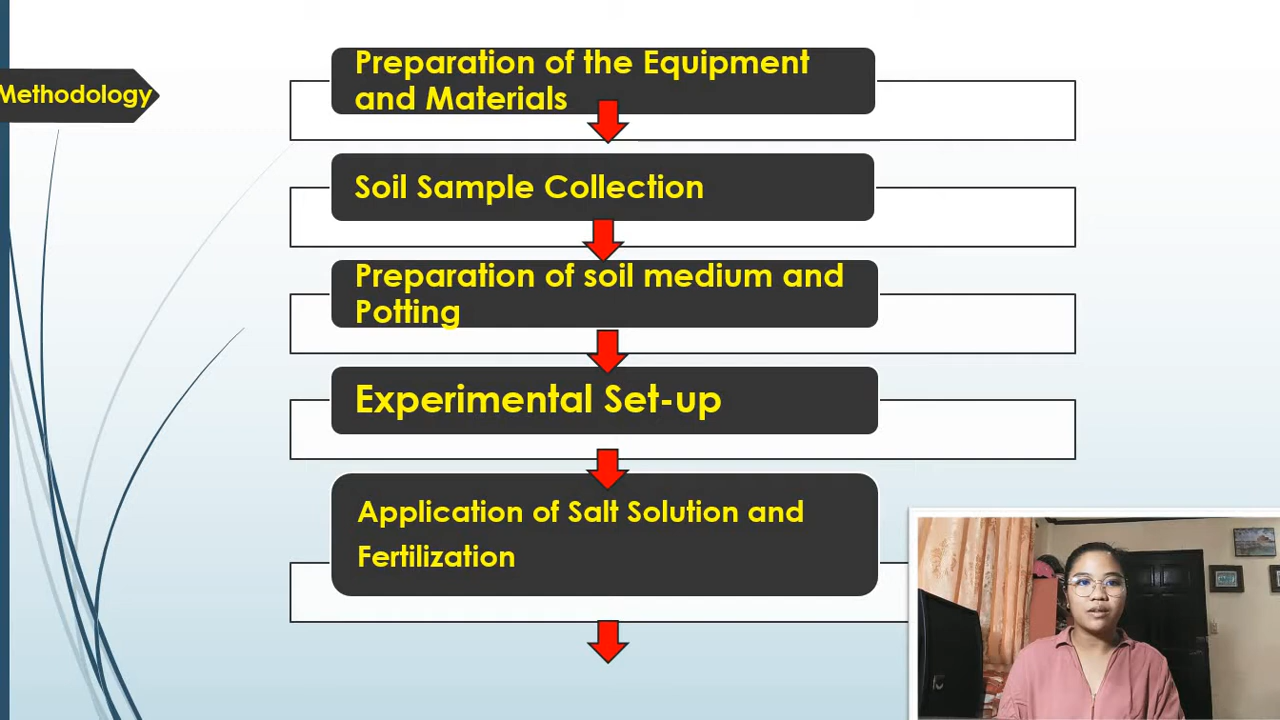 Preparation of the Equipment
and Materials
Methodology
Soil Sample Collection
Preparation of soil medium and
Potting
Experimental Set-up
Application of Salt Solution and
Fertilization